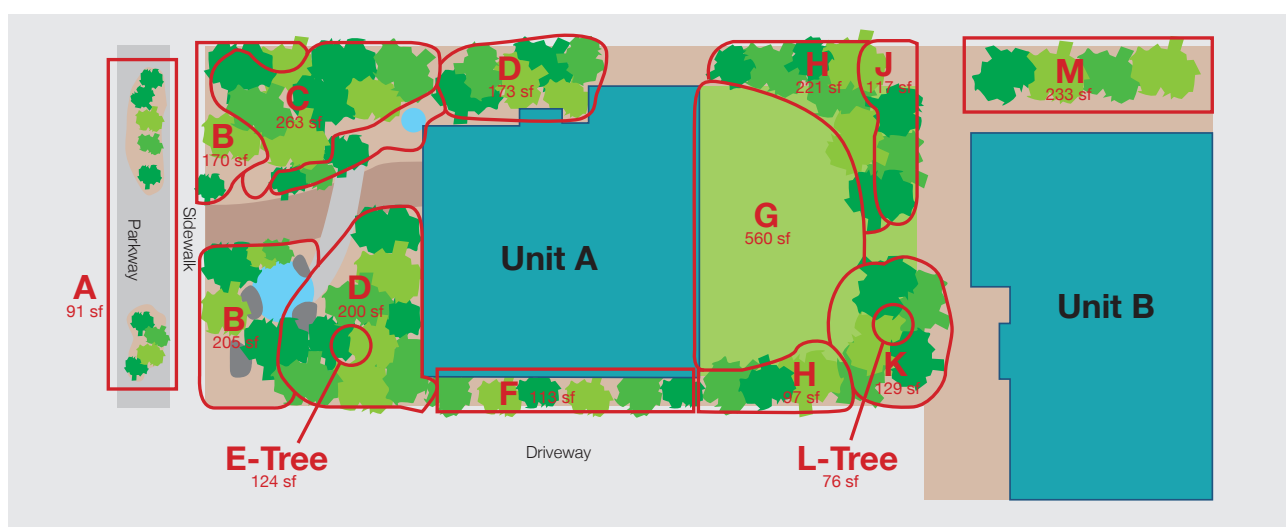 A
91 sf
Parkway
Sidewalk
B
170 sf
C
263 sf
D
173 sf
H
221 sf
J
117 sf
M
233 sf
B
205 sf
D
200 sf
Unit A
G
560 sf
Unit B
F 113 sf
H
97 sf
K
129 sf
E-Tree
124 sf
Driveway
L-Tree
76 sf